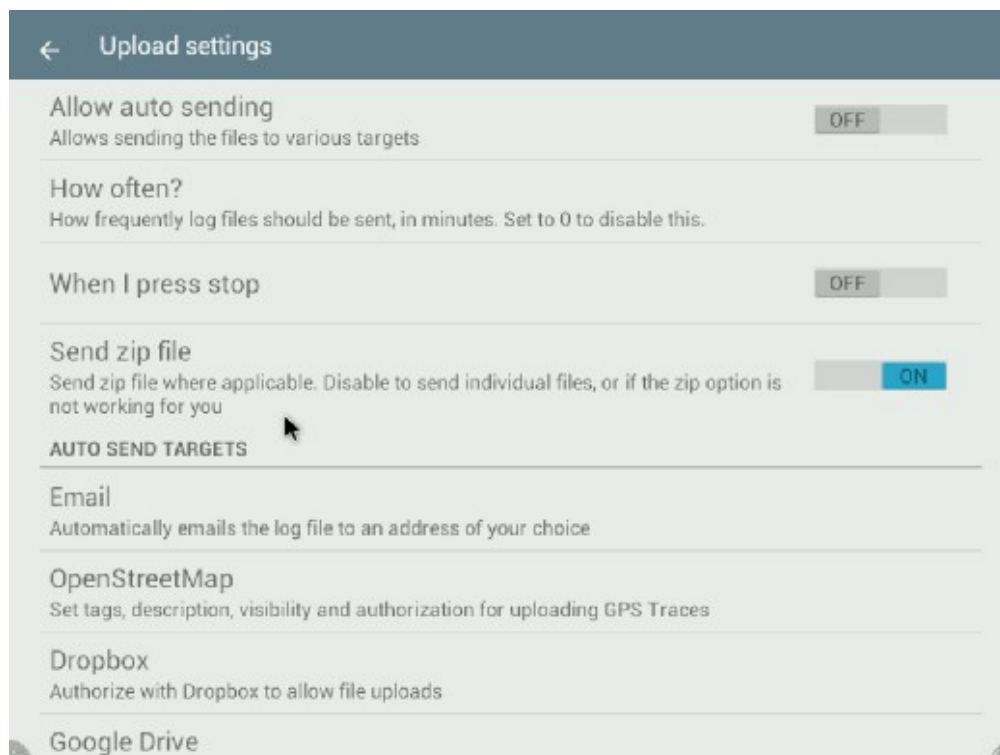 Upload settings
Allow auto sending
Allows sending the files to various targets
OFF
How often?
How frequently log files should be sent, in minutes. Set to 0 to disable this.
When I press stop
OFF
Send zip file
Send zip file where applicable. Disable to send individual files, or if the zip option is
not working for you
ON
AUTO SEND TARGETS
Email
Automatically emails the log file to an address of your choice
OpenStreetMap
Set tags, description, visibility and authorization for uploading GPS Traces
Dropbox
Authorize with Dropbox to allow file uploads
Google Drive